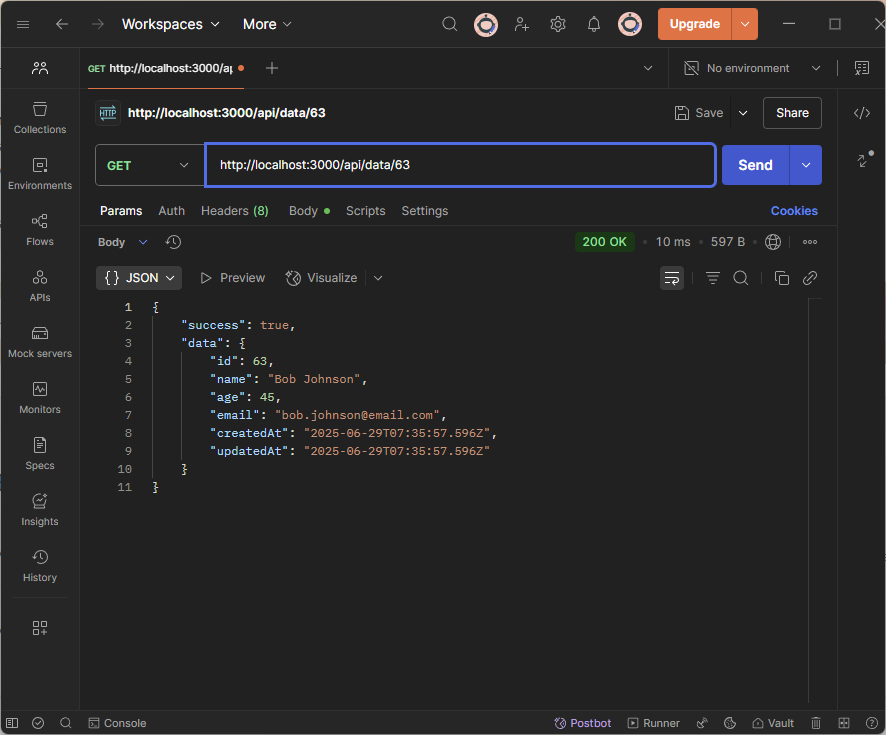 Workspaces More Upgrade
GET http://localhost:3000/ap No environment
HTTP http://localhost:3000/api/data/63 Save Share
GET http://localhost:3000/api/data/63 Send
Params Auth Headers (8) Body Scripts Settings Cookies
Body 200 OK 10 ms 597 B
{} JSON Preview Visualize
1 {
2 "success": true,
3 "data": {
4 "id": 63,
5 "name": "Bob Johnson",
6 "age": 45,
7 "email": "bob.johnson@email.com",
8 "createdAt": "2025-06-29T07:35:57.596Z",
9 "updatedAt": "2025-06-29T07:35:57.596Z"
10 }
11 }
Collections
Environments
Flows
APIs
Mock servers
Monitors
Specs
Insights
History
Console Postbot Runner Vault